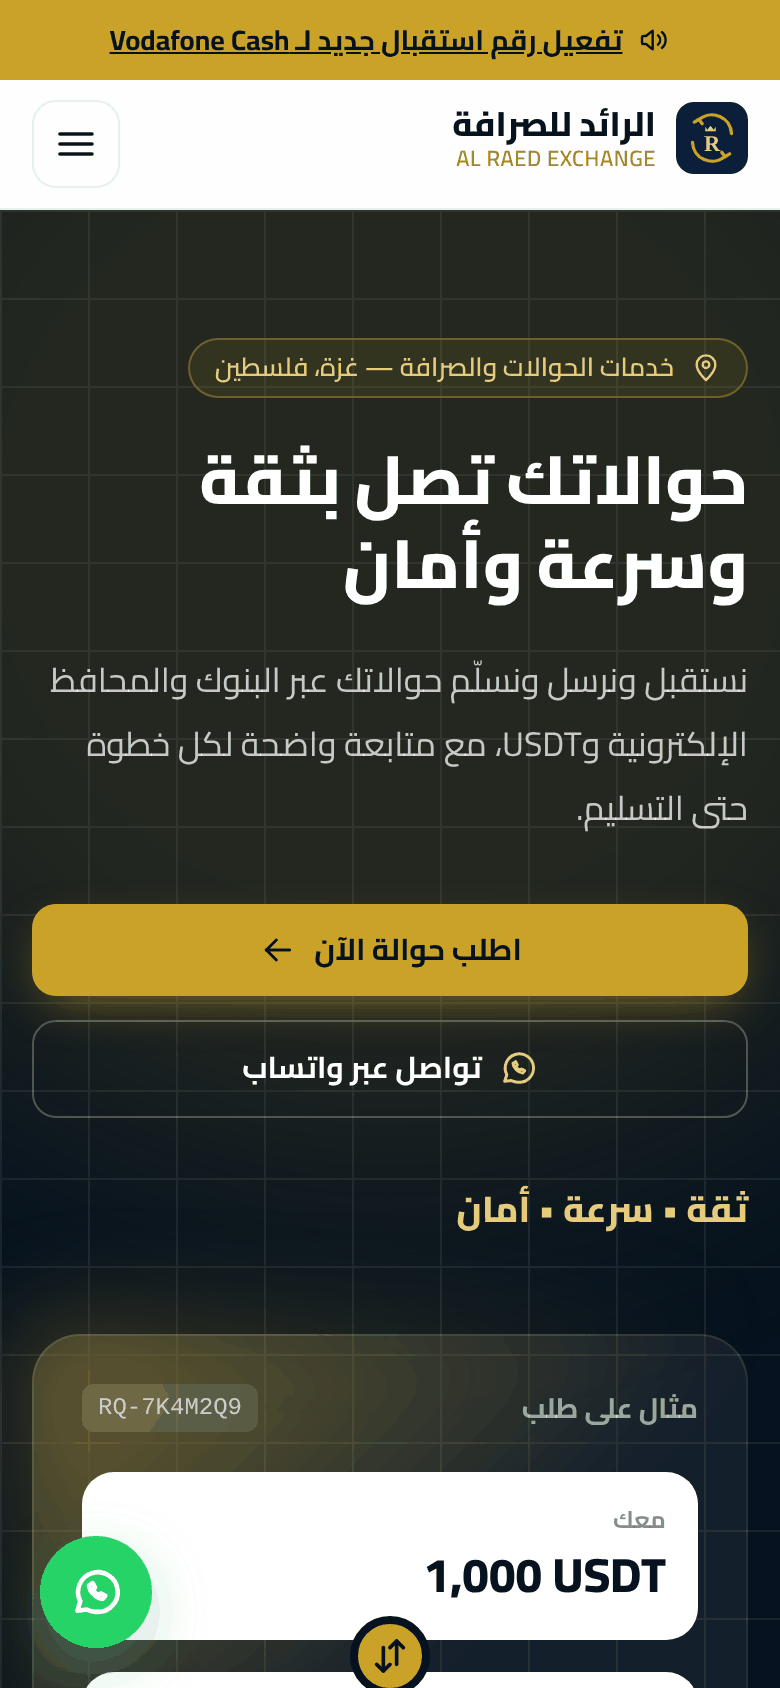 تفعيل رقم استقبال جديد لـ Vodafone Cash
الرائد للصرافة
AL RAED EXCHANGE
R
خدمات الحوالات والصرافة — غزة، فلسطين
حوالاتك تصل بثقة
وسرعة وأمان
نستقبل ونرسل ونسلّم حوالاتك عبر البنوك والمحافظ
الإلكترونية وUSDT، مع متابعة واضحة لكل خطوة
حتى التسليم.
اطلب حوالة الآن
تواصل عبر واتساب
ثقة ▪ سرعة ▪ أمان
مثال على طلب
RQ-7K4M2Q9
معك
1,000 USDT